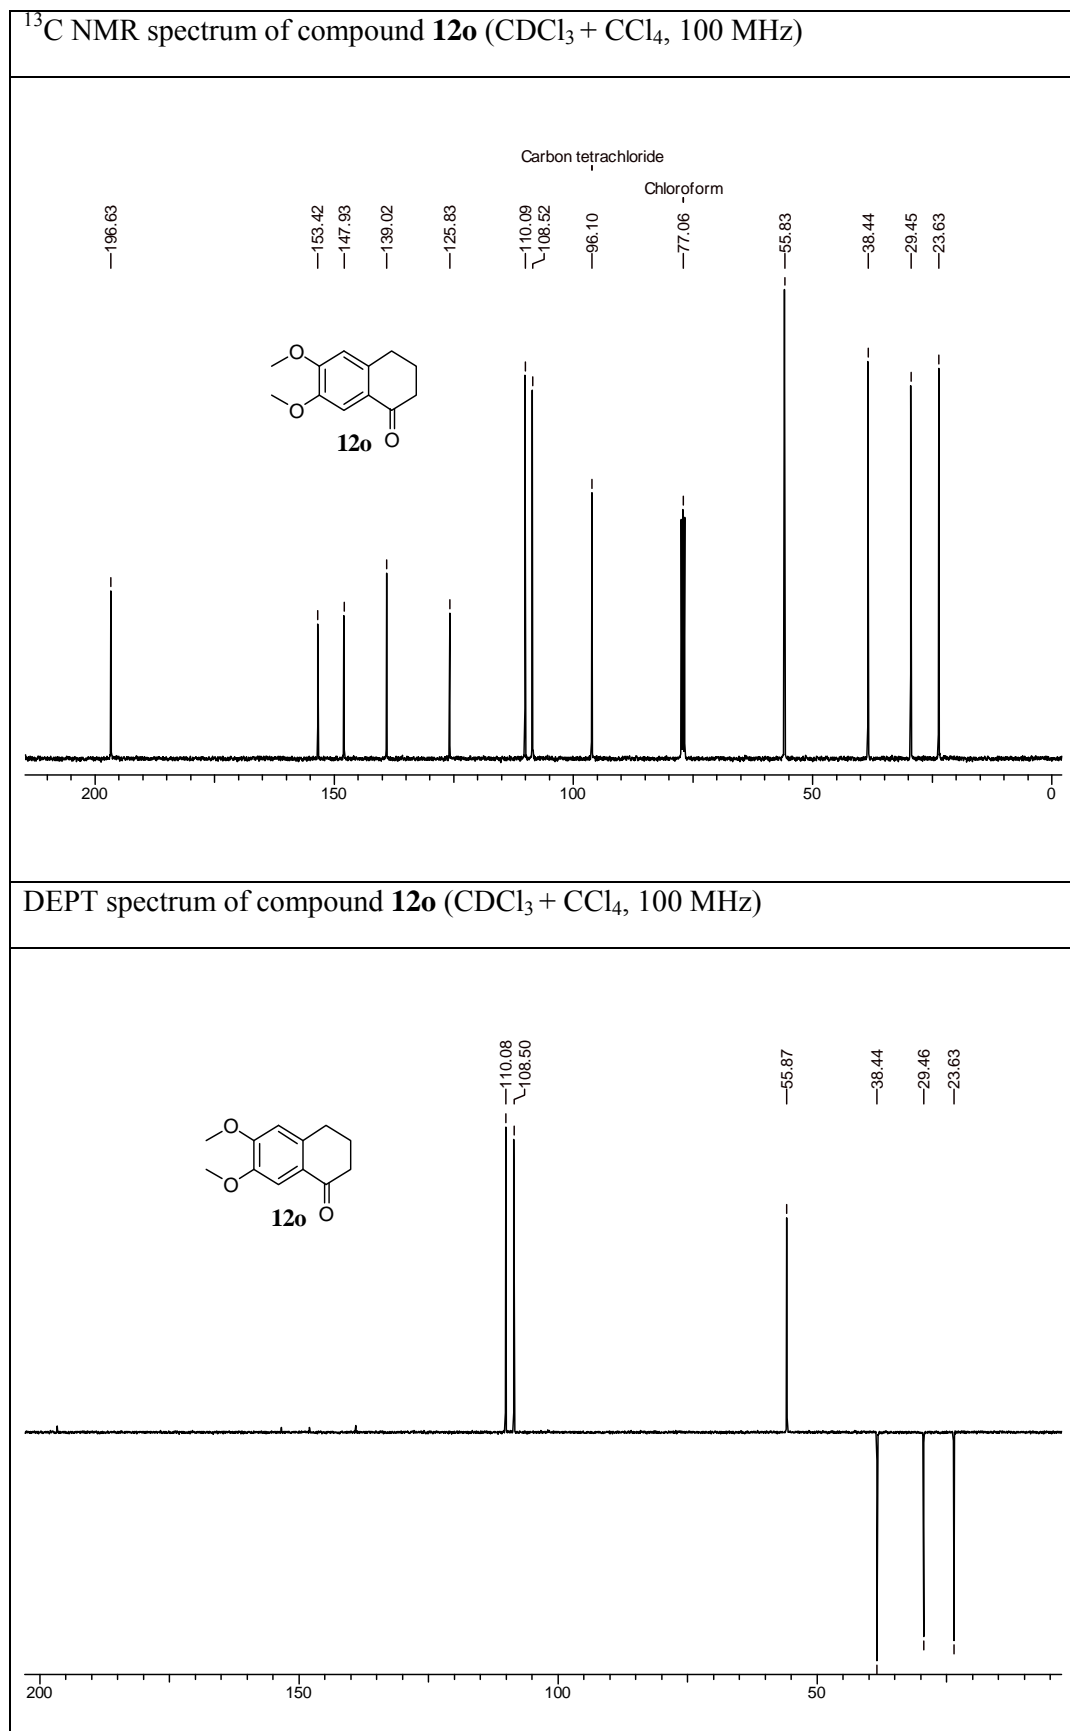 ¹³C NMR spectrum of compound 12o (CDCl₃ + CCl₄, 100 MHz)
Carbon tetrachloride
Chloroform
196.63
153.42
147.93
139.02
125.83
110.09
108.52
96.10
77.06
55.83
38.44
29.45
23.63
O
O
12o O
200 150 100 50 0
DEPT spectrum of compound 12o (CDCl₃ + CCl₄, 100 MHz)
110.08
108.50
55.87
38.44
29.46
23.63
O
O
12o O
200 150 100 50